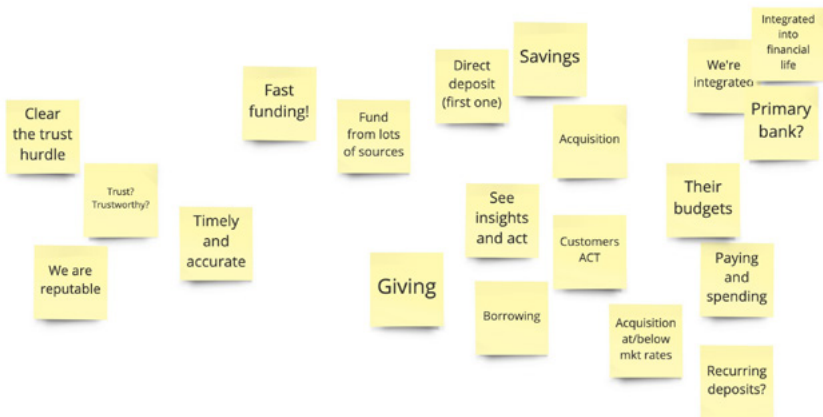 Clear
the trust
hurdle
Trust?
Trustworthy?
We are
reputable
Timely
and
accurate
Fast
funding!
Fund
from lots
of sources
Direct
deposit
(first one)
Savings
Acquisition
See
insights
and act
Customers
ACT
Giving
Borrowing
Acquisition
at/below
mkt rates
Integrated
into
financial
life
We're
integrated
Primary
bank?
Their
budgets
Paying
and
spending
Recurring
deposits?